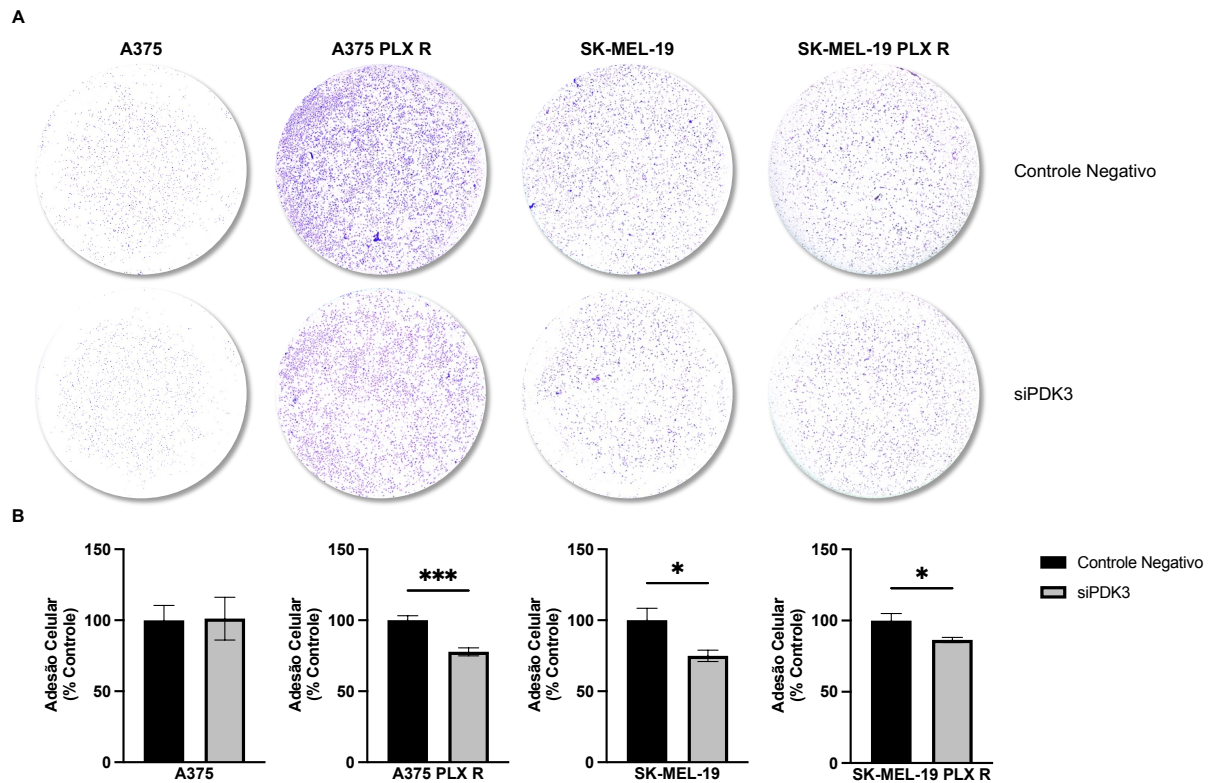 A
A375
A375 PLX R
SK-MEL-19
SK-MEL-19 PLX R
Controle Negativo
siPDK3
B
Adesão Celular
(% Controle)
150
100
50
0
A375
Adesão Celular
(% Controle)
150
100
50
0
***
A375 PLX R
Adesão Celular
(% Controle)
150
100
50
0
*
SK-MEL-19
Adesão Celular
(% Controle)
150
100
50
0
*
SK-MEL-19 PLX R
Controle Negativo
siPDK3